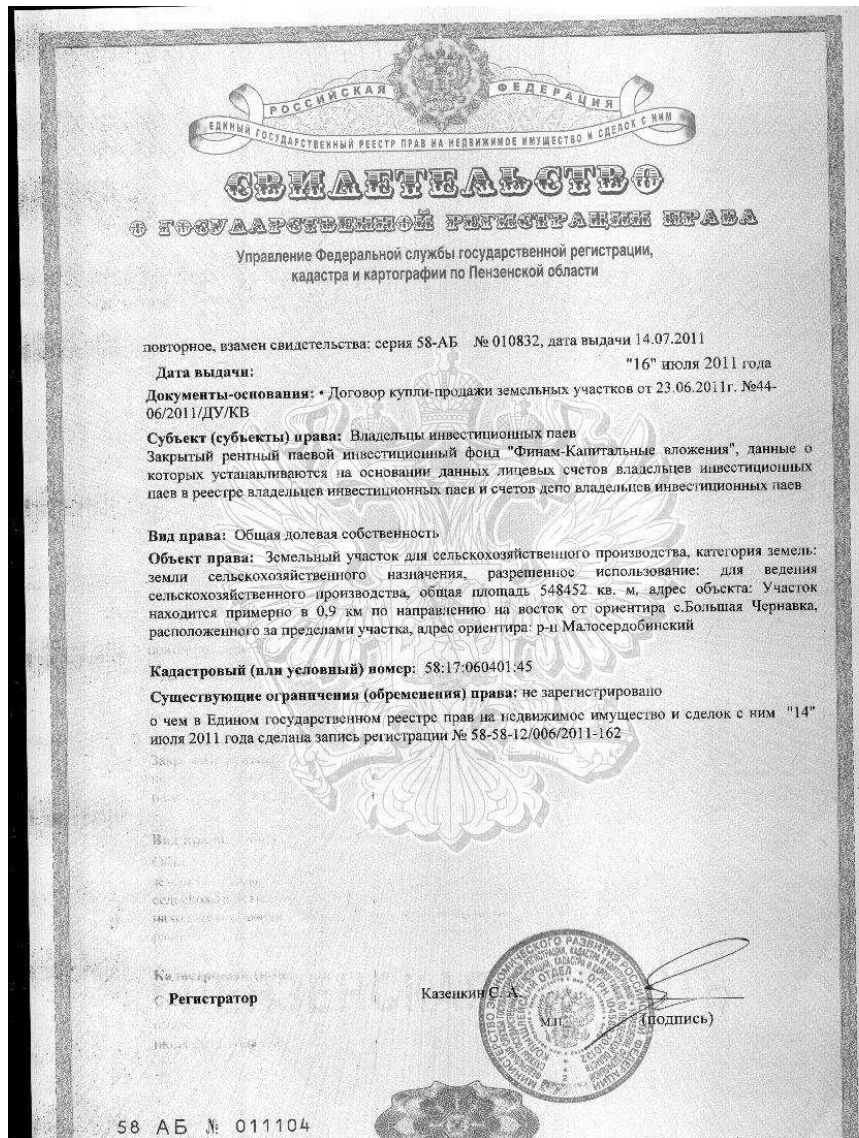 РОССИЙСКАЯ ФЕДЕРАЦИЯ
ЕДИНЫЙ ГОСУДАРСТВЕННЫЙ РЕЕСТР ПРАВ НА НЕДВИЖИМОЕ ИМУЩЕСТВО И СДЕЛОК С НИМ
СВИДЕТЕЛЬСТВО
О ГОСУДАРСТВЕННОЙ РЕГИСТРАЦИИ ПРАВА
Управление Федеральной службы государственной регистрации,
кадастра и картографии по Пензенской области
повторное, взамен свидетельства: серия 58-АБ № 010832, дата выдачи 14.07.2011
Дата выдачи: "16" июля 2011 года
Документы-основания: • Договор купли-продажи земельных участков от 23.06.2011г. №44-
06/2011/ДУ/КВ
Субъект (субъекты) права: Владельцы инвестиционных паев
Закрытый рентный паевой инвестиционный фонд "Финам-Капитальные вложения", данные о
которых устанавливаются на основании данных лицевых счетов владельцев инвестиционных
паев в реестре владельцев инвестиционных паев и счетов депо владельцев инвестиционных паев
Вид права: Общая долевая собственность
Объект права: Земельный участок для сельскохозяйственного производства, категория земель:
земли сельскохозяйственного назначения, разрешенное использование: для ведения
сельскохозяйственного производства, общая площадь 548452 кв. м, адрес объекта: Участок
находится примерно в 0,9 км по направлению на восток от ориентира с.Большая Чернавка,
расположенного за пределами участка, адрес ориентира: р-н Малосердобинский
Кадастровый (или условный) номер: 58:17:060401:45
Существующие ограничения (обременения) права: не зарегистрировано
о чем в Едином государственном реестре прав на недвижимое имущество и сделок с ним "14"
июля 2011 года сделана запись регистрации № 58-58-12/006/2011-162
Регистратор Казенкин С. А.
М.П. (подпись)
58 АБ № 011104